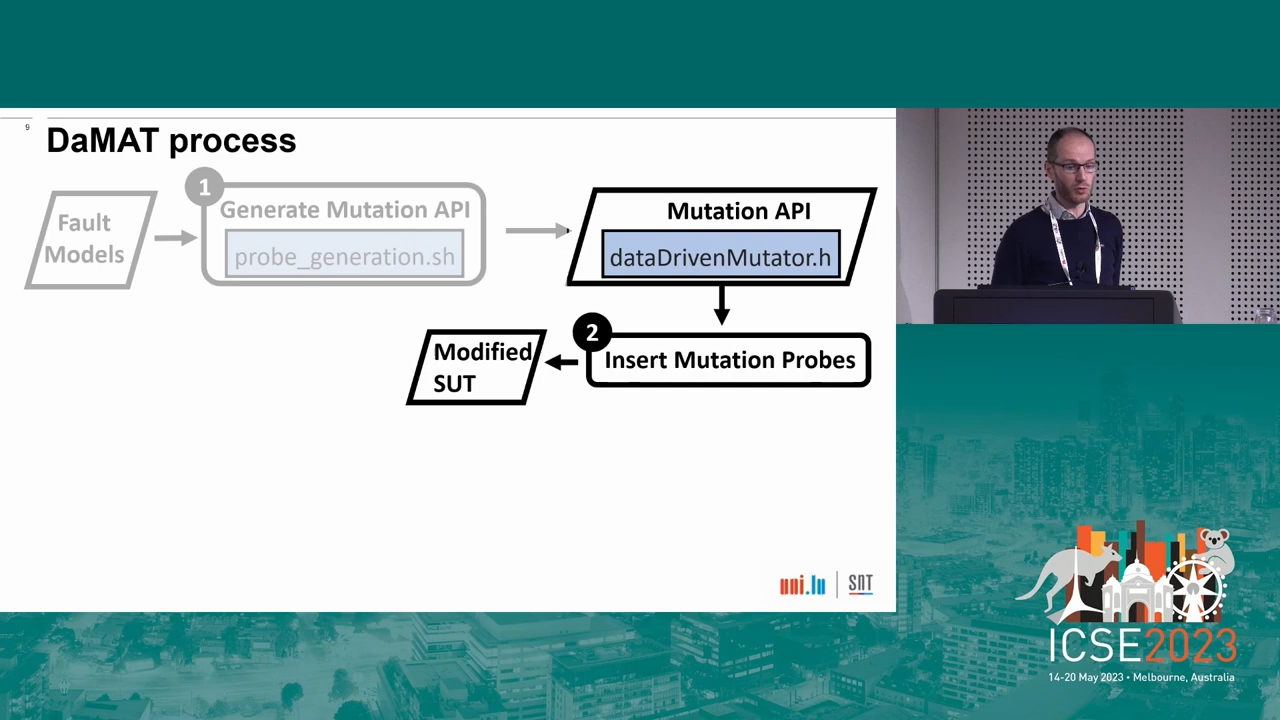 9
DaMAT process
1
Fault
Models
Generate Mutation API
probe_generation.sh
Mutation API
dataDrivenMutator.h
2
Insert Mutation Probes
Modified
SUT
uni.lu
SNT
ICSE2023
14-20 May 2023 • Melbourne, Australia